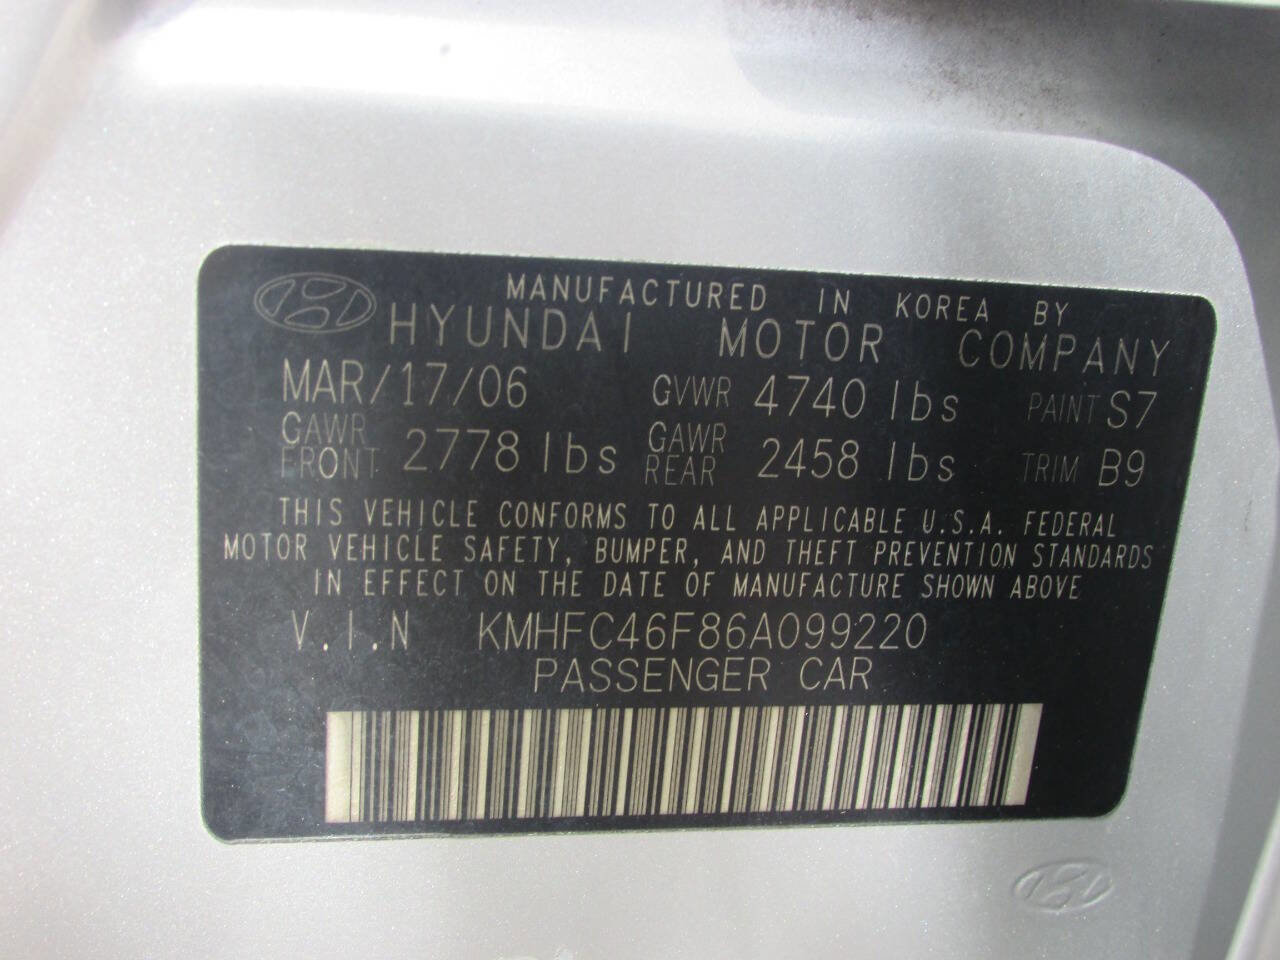 MANUFACTURED IN KOREA BY
HYUNDAI MOTOR COMPANY
MAR/17/06 GVWR 4740 lbs PAINT S7
GAWR FRONT 2778 lbs GAWR REAR 2458 lbs TRIM B9
THIS VEHICLE CONFORMS TO ALL APPLICABLE U.S.A. FEDERAL
MOTOR VEHICLE SAFETY, BUMPER, AND THEFT PREVENTION STANDARDS
IN EFFECT ON THE DATE OF MANUFACTURE SHOWN ABOVE
V.I.N KMHFC46F86A099220
PASSENGER CAR